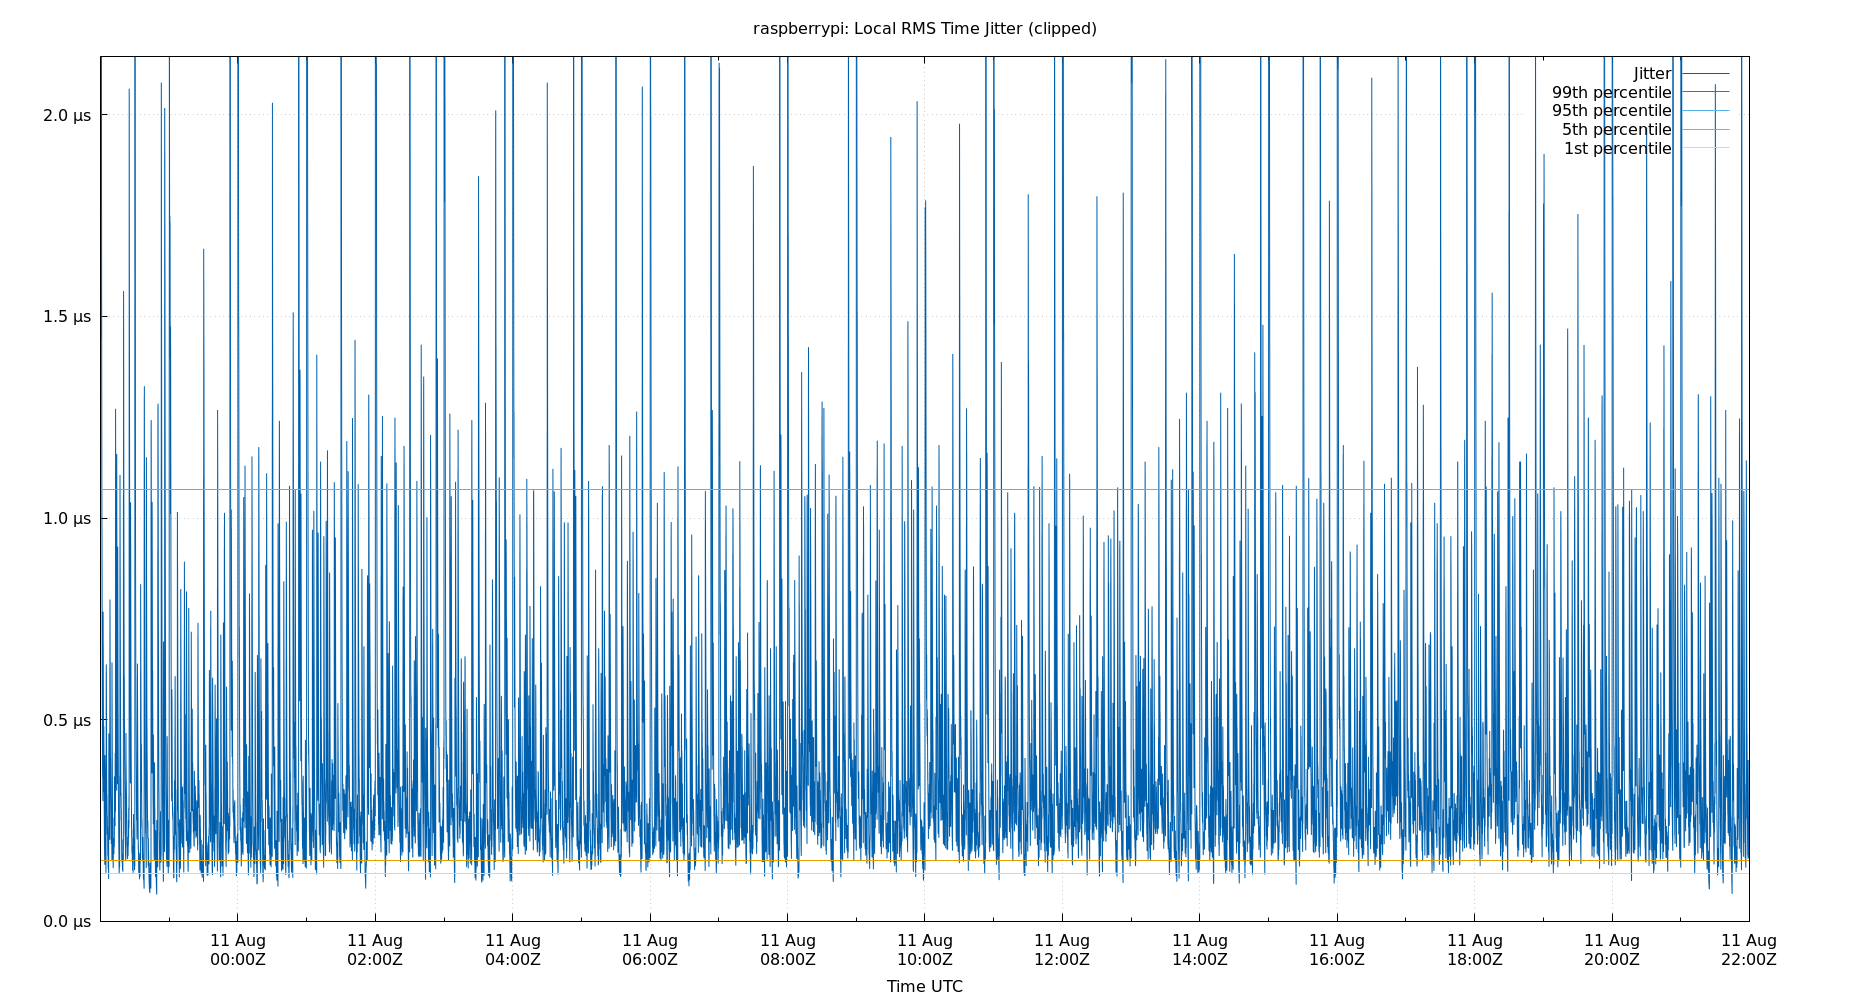 raspberrypi: Local RMS Time Jitter (clipped)
Jitter
99th percentile
95th percentile
5th percentile
1st percentile
2.0 μs
1.5 μs
1.0 μs
0.5 μs
0.0 μs
11 Aug 11 Aug 11 Aug 11 Aug 11 Aug 11 Aug 11 Aug 11 Aug 11 Aug 11 Aug 11 Aug 11 Aug
00:00Z 02:00Z 04:00Z 06:00Z 08:00Z 10:00Z 12:00Z 14:00Z 16:00Z 18:00Z 20:00Z 22:00Z
Time UTC